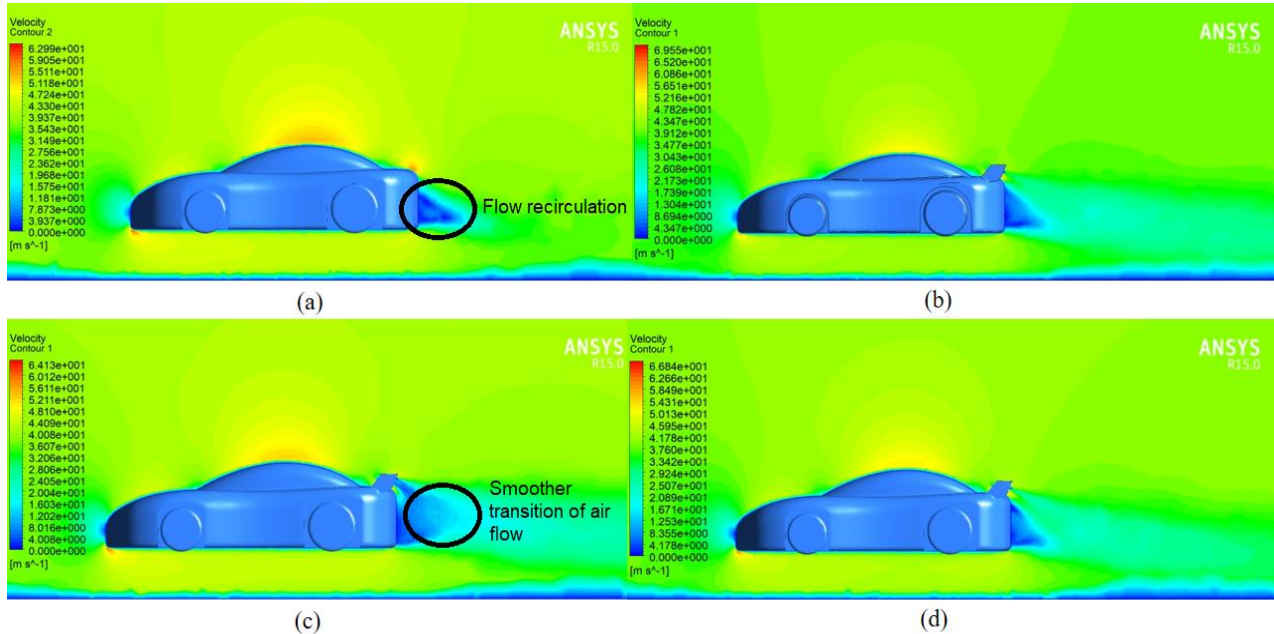 Velocity
Contour 2
6.299e+001
5.905e+001
5.511e+001
5.118e+001
4.724e+001
4.330e+001
3.937e+001
3.543e+001
3.149e+001
2.756e+001
2.362e+001
1.968e+001
1.575e+001
1.181e+001
7.873e+000
3.937e+000
0.000e+000
[m s^-1]
ANSYS
R15.0
Flow recirculation
(a)
Velocity
Contour 1
6.955e+001
6.520e+001
6.086e+001
5.651e+001
5.216e+001
4.782e+001
4.347e+001
3.912e+001
3.477e+001
3.043e+001
2.608e+001
2.173e+001
1.739e+001
1.304e+001
8.694e+000
4.347e+000
0.000e+000
[m s^-1]
ANSYS
R15.0
(b)
Velocity
Contour 1
6.413e+001
6.012e+001
5.611e+001
5.210e+001
4.810e+001
4.409e+001
4.008e+001
3.607e+001
3.206e+001
2.805e+001
2.405e+001
2.004e+001
1.603e+001
1.202e+001
8.016e+000
4.008e+000
0.000e+000
[m s^-1]
ANSYS
R15.0
Smoother
transition of air
flow
(c)
Velocity
Contour 1
6.684e+001
6.266e+001
5.849e+001
5.431e+001
5.013e+001
4.595e+001
4.178e+001
3.760e+001
3.342e+001
2.924e+001
2.507e+001
2.089e+001
1.671e+001
1.253e+001
8.355e+000
4.178e+000
0.000e+000
[m s^-1]
ANSYS
R15.0
(d)